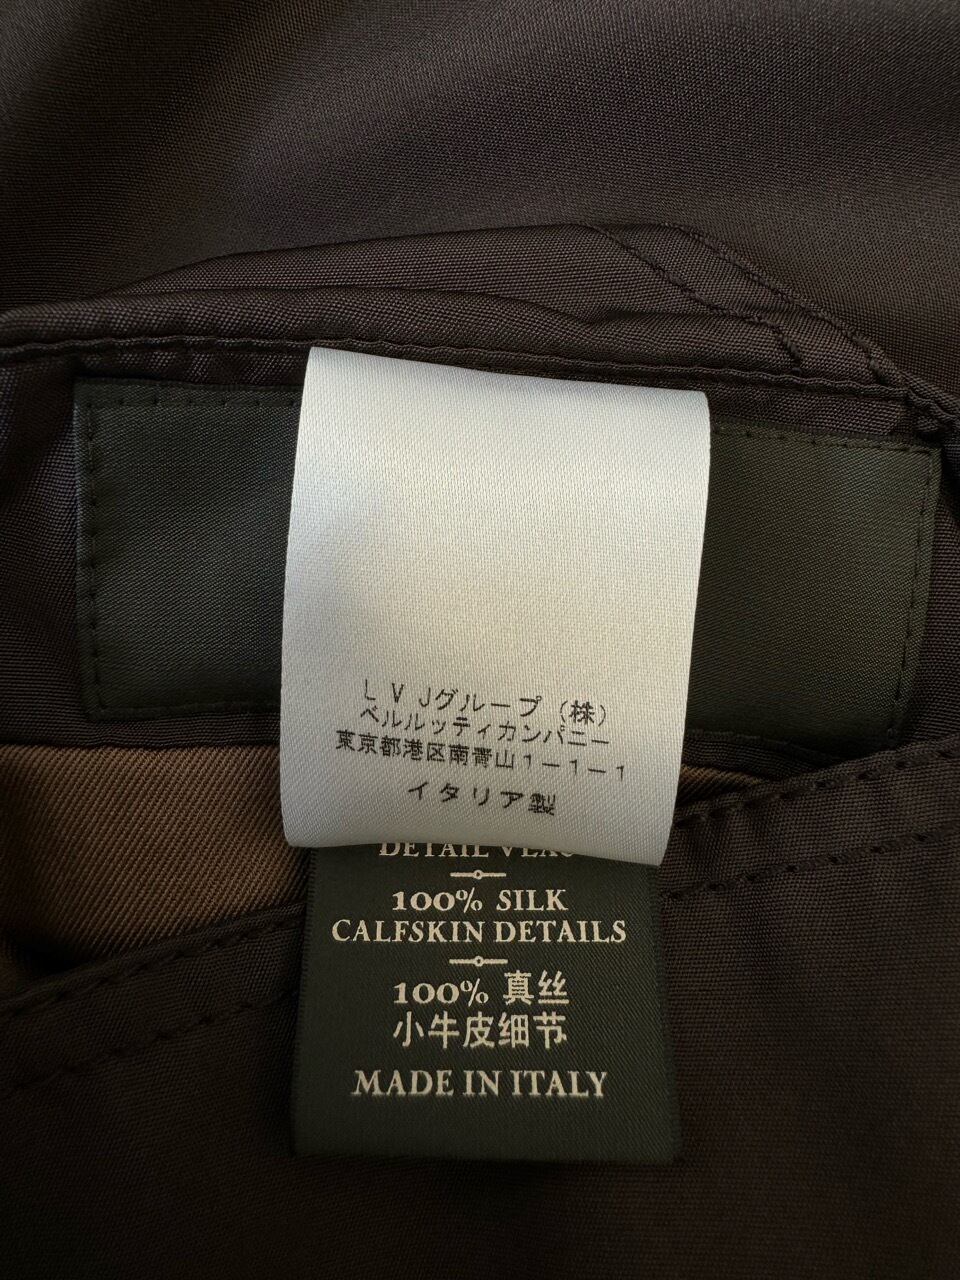 LVJグループ（株）
ベルルッティカンパニー
東京都港区南青山1−1−1
イタリア製
DETAIL
100% SILK
CALFSKIN DETAILS
100% 真丝
小牛皮细节
MADE IN ITALY